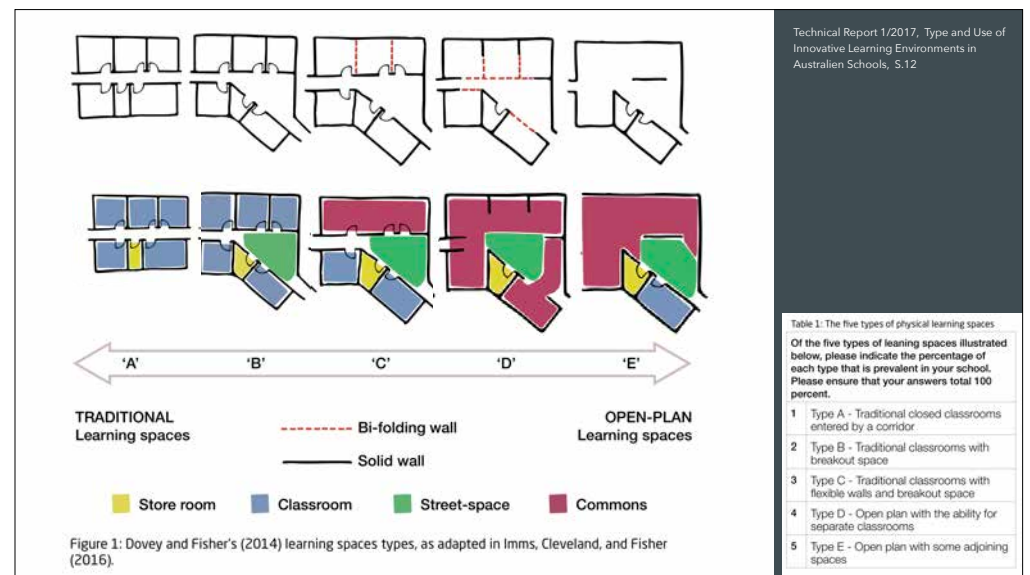 Technical Report 1/2017, Type and Use of
Innovative Learning Environments in
Australien Schools, S.12
'A'
'B'
'C'
'D'
'E'
TRADITIONAL
Learning spaces
Bi-folding wall
Solid wall
OPEN-PLAN
Learning spaces
Store room
Classroom
Street-space
Commons
Figure 1: Dovey and Fisher's (2014) learning spaces types, as adapted in Imms, Cleveland, and Fisher
(2016).
Table 1: The five types of physical learning spaces
Of the five types of leaning spaces illustrated
below, please indicate the percentage of
each type that is prevalent in your school.
Please ensure that your answers total 100
percent.
1 Type A - Traditional closed classrooms
entered by a corridor
2 Type B - Traditional classrooms with
breakout space
3 Type C - Traditional classrooms with
flexible walls and breakout space
4 Type D - Open plan with the ability for
separate classrooms
5 Type E - Open plan with some adjoining
spaces